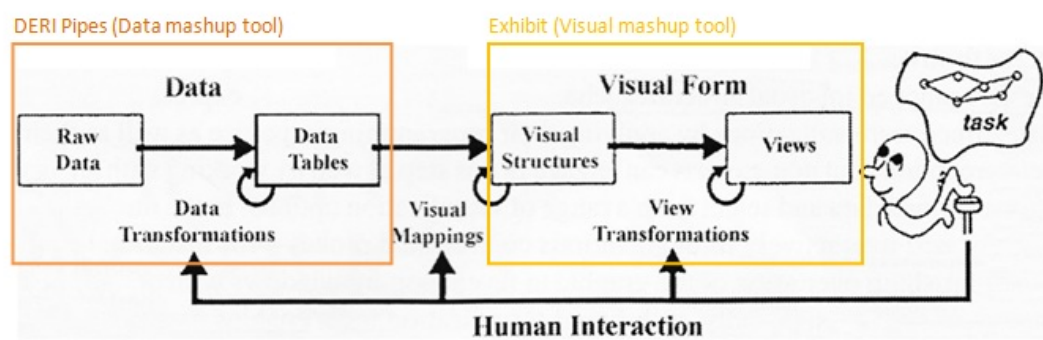 DERI Pipes (Data mashup tool)
Exhibit (Visual mashup tool)
Data
Visual Form
task
Raw
Data
Data
Tables
Visual
Structures
Views
Data
Transformations
Visual
Mappings
View
Transformations
Human Interaction